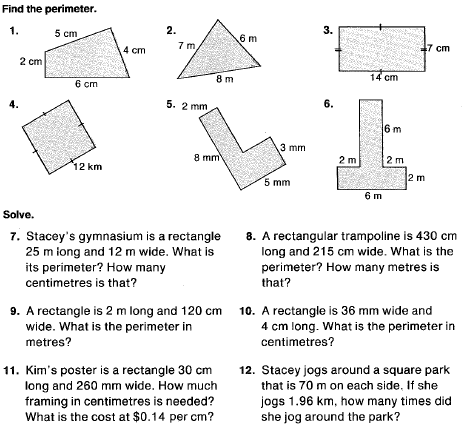 Find the perimeter.
1. 5 cm 4 cm 2 cm 6 cm
2. 7 m 6 m 8 m
3. 7 cm 14 cm
4. 12 km
5. 2 mm 8 mm 3 mm 5 mm
6. 6 m 2 m 2 m 2 m 6 m
Solve.
7. Stacey's gymnasium is a rectangle
25 m long and 12 m wide. What is
its perimeter? How many
centimetres is that?
8. A rectangular trampoline is 430 cm
long and 215 cm wide. What is the
perimeter? How many metres is
that?
9. A rectangle is 2 m long and 120 cm
wide. What is the perimeter in
metres?
10. A rectangle is 36 mm wide and
4 cm long. What is the perimeter in
centimetres?
11. Kim's poster is a rectangle 30 cm
long and 260 mm wide. How much
framing in centimetres is needed?
What is the cost at $0.14 per cm?
12. Stacey jogs around a square park
that is 70 m on each side. If she
jogs 1.96 km, how many times did
she jog around the park?